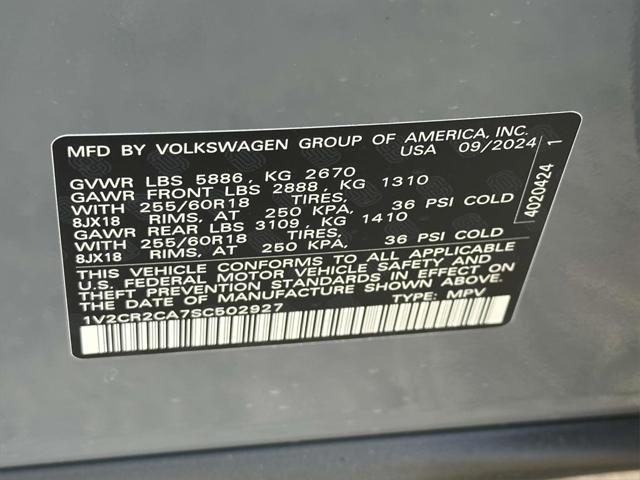 MFD BY VOLKSWAGEN GROUP OF AMERICA, INC.
USA 09/2024
GVWR LBS 5886, KG 2670
GAWR FRONT LBS 2888, KG 1310
WITH 255/60R18 TIRES,
8JX18 RIMS, AT 250 KPA, 36 PSI COLD
GAWR REAR LBS 3109, KG 1410
WITH 255/60R18 TIRES,
8JX18 RIMS, AT 250 KPA, 36 PSI COLD
THIS VEHICLE CONFORMS TO ALL APPLICABLE
U.S. FEDERAL MOTOR VEHICLE SAFETY AND
THEFT PREVENTION STANDARDS IN EFFECT ON
THE DATE OF MANUFACTURE SHOWN ABOVE.
1V2CR2CA7SC502927 TYPE: MPV
4020424 1